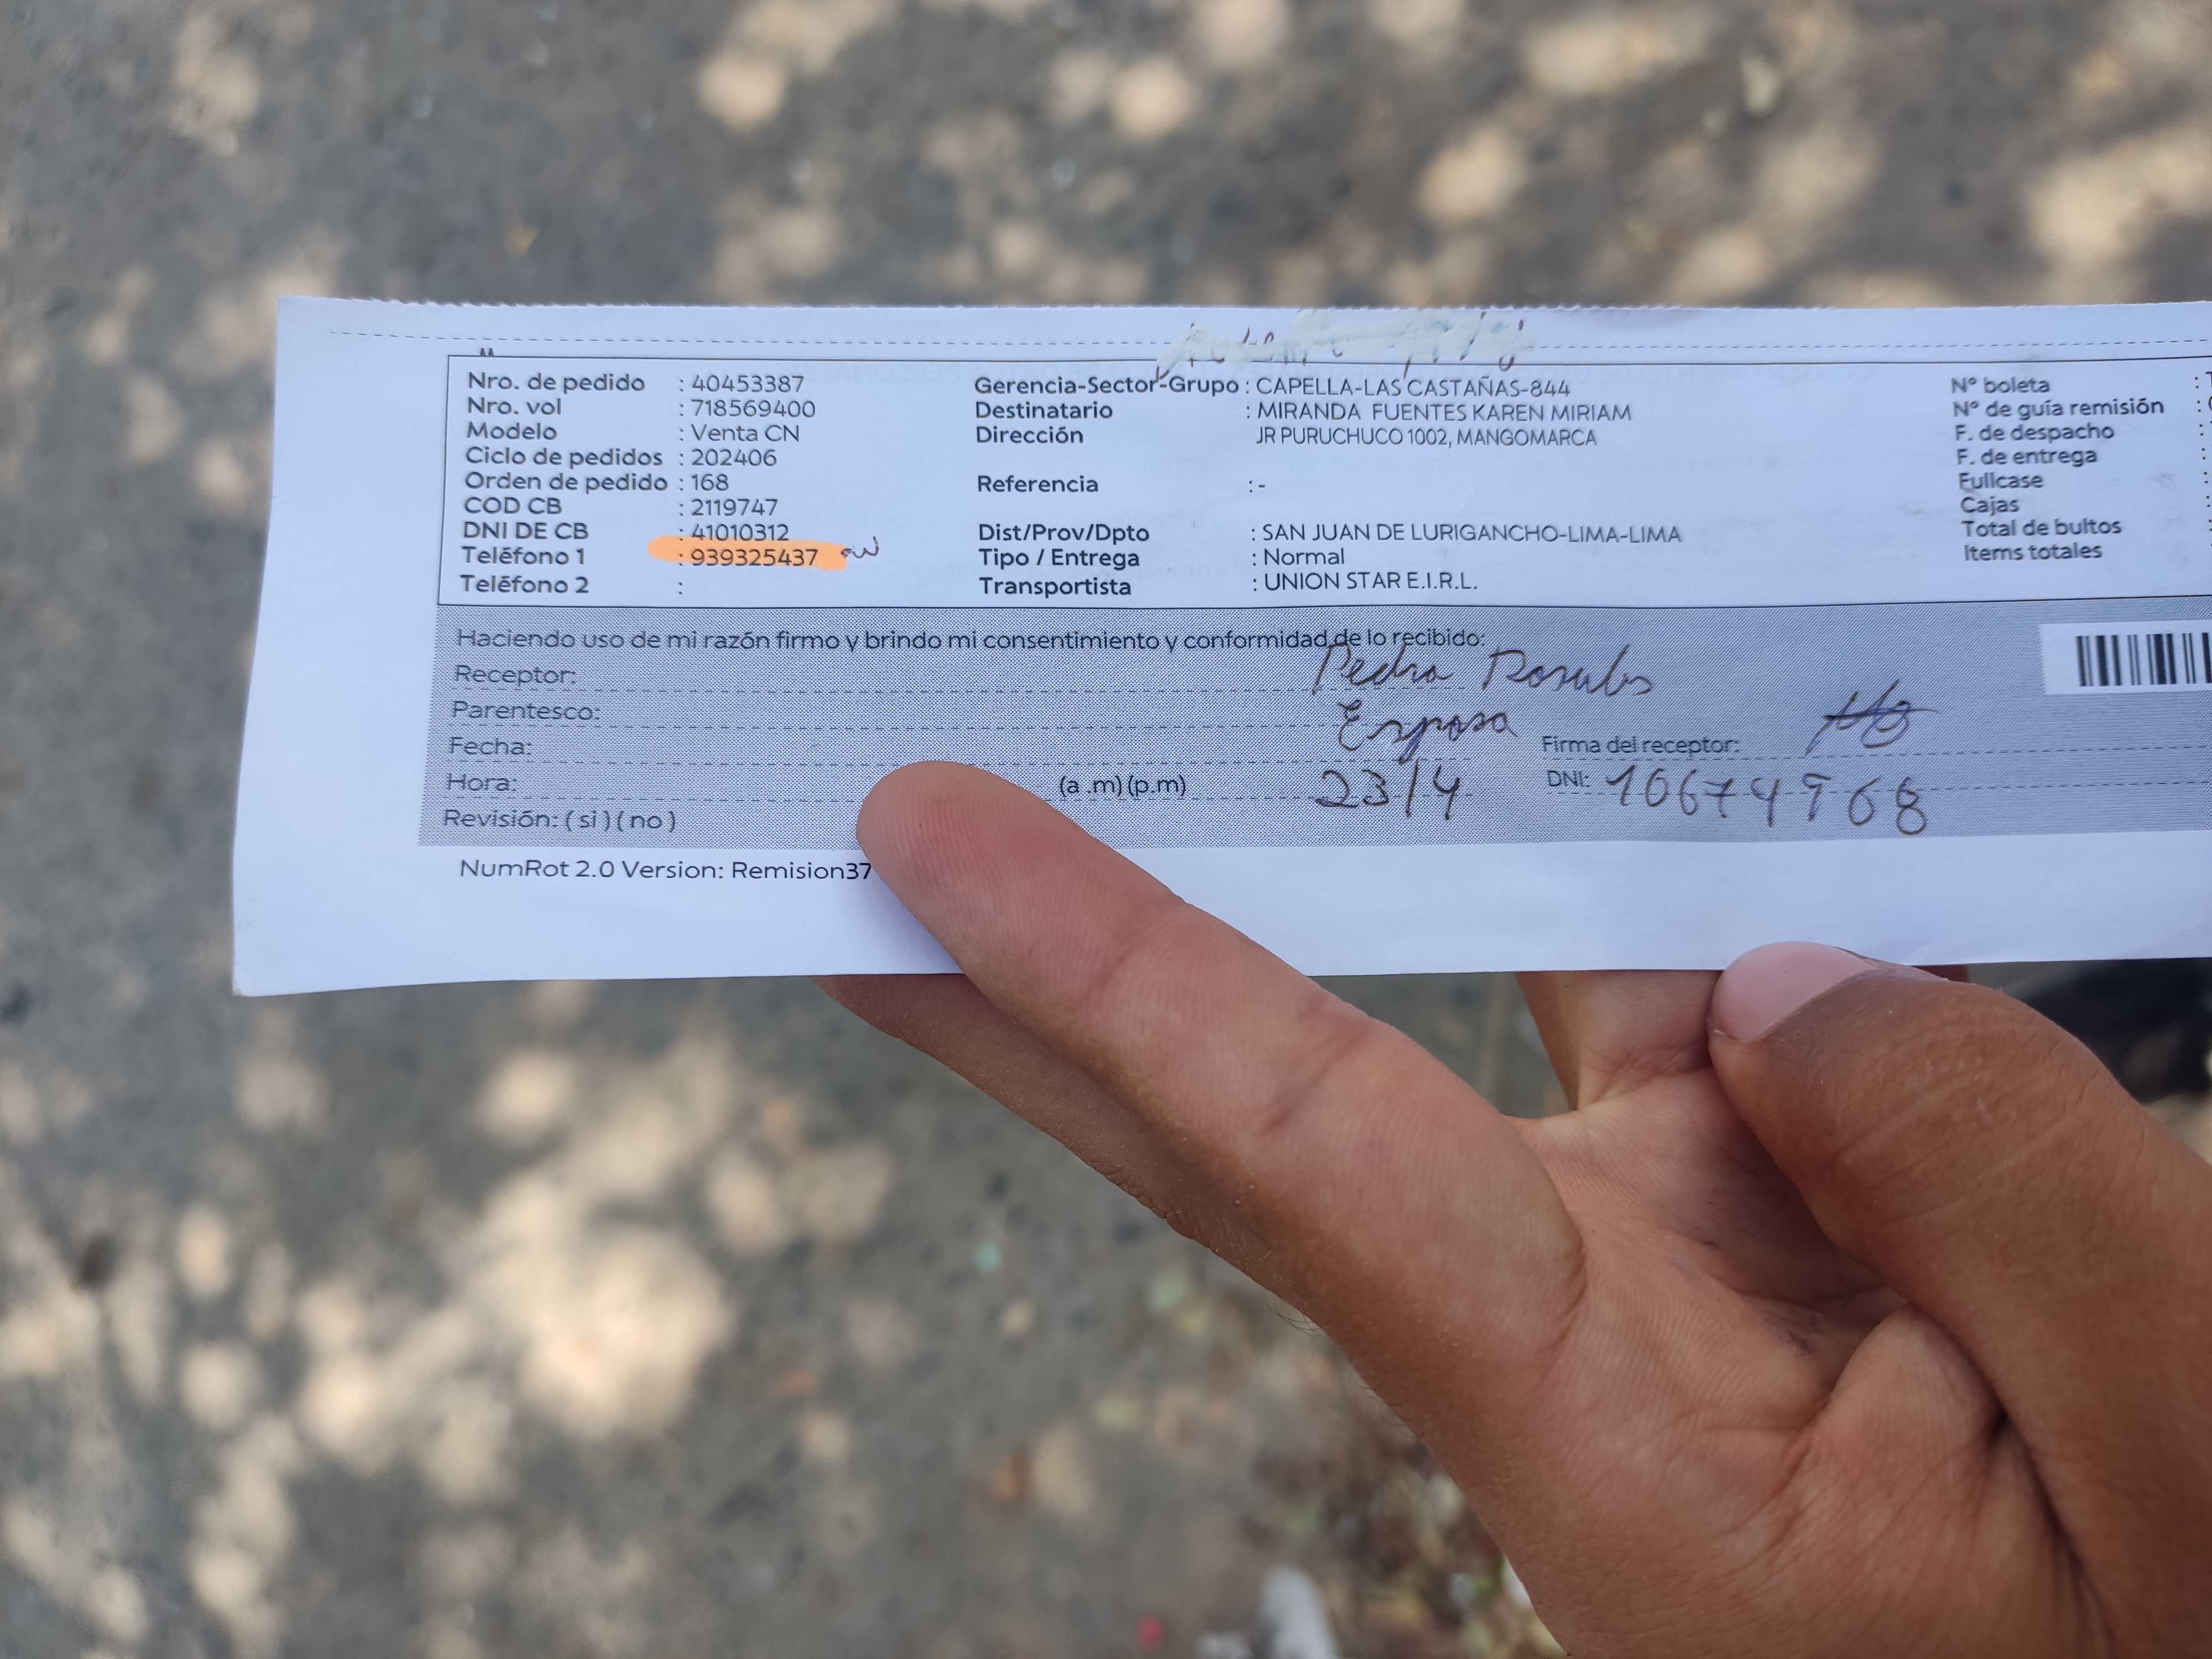 Nro. de pedido : 40453387
Nro. vol : 718569400
Modelo : Venta CN
Ciclo de pedidos : 202406
Orden de pedido : 168
COD CB : 2119747
DNI DE CB : 41010312
Teléfono 1 : 939325437
Teléfono 2 :
Gerencia-Sector-Grupo : CAPELLA-LAS CASTAÑAS-844
Destinatario : MIRANDA FUENTES KAREN MIRIAM
Dirección JR PURUCHUCO 1002, MANGOMARCA
Referencia : -
Dist/Prov/Dpto : SAN JUAN DE LURIGANCHO-LIMA-LIMA
Tipo / Entrega : Normal
Transportista : UNION STAR E.I.R.L.
Nº boleta :
Nº de guía remisión :
F. de despacho :
F. de entrega :
Fullcase :
Cajas :
Total de bultos :
Items totales :
Haciendo uso de mi razón firmo y brindo mi consentimiento y conformidad de lo recibido:
Receptor: Pedro Rosales
Parentesco: Esposo
Fecha: Firma del receptor:
Hora: (a .m) (p.m) 23/4 DNI: 10674968
Revisión: ( si ) ( no )
NumRot 2.0 Version: Remision37